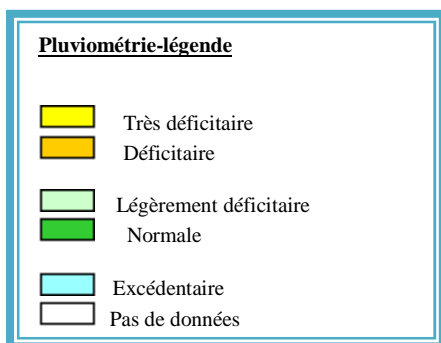 Pluviométrie-légende
Très déficitaire
Déficitaire
Légèrement déficitaire
Normale
Excédentaire
Pas de données